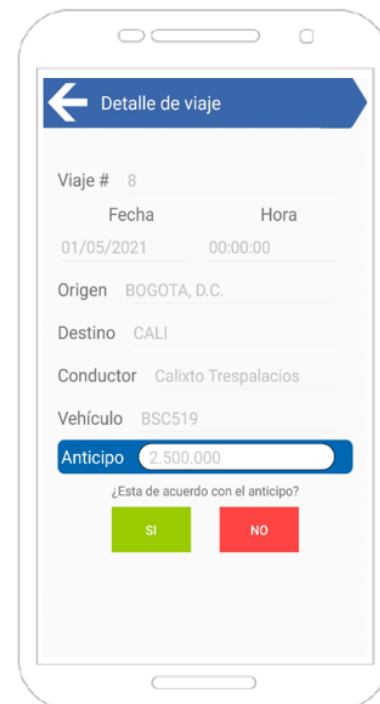 Detalle de viaje
Viaje # 8
Fecha Hora
01/05/2021 00:00:00
Origen BOGOTA, D.C.
Destino CALI
Conductor Calixto Trespalacios
Vehículo BSC519
Anticipo 2.500.000
¿Esta de acuerdo con el anticipo?
SI NO